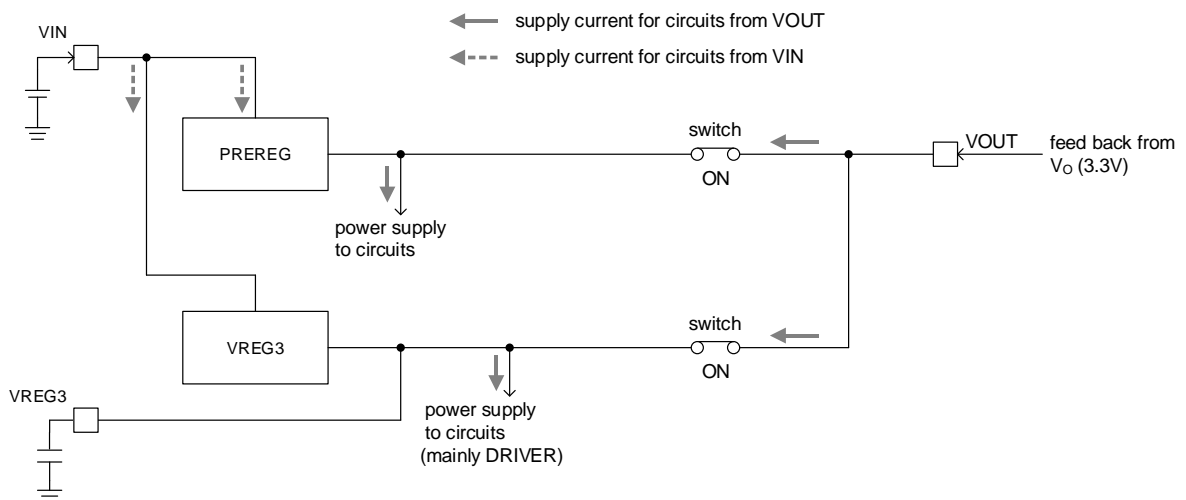 supply current for circuits from VOUT
VIN
supply current for circuits from VIN
switch
PREREG
VOUT
feed back from
VO (3.3V)
ON
power supply
to circuits
switch
VREG3
ON
VREG3
power supply
to circuits
(mainly DRIVER)